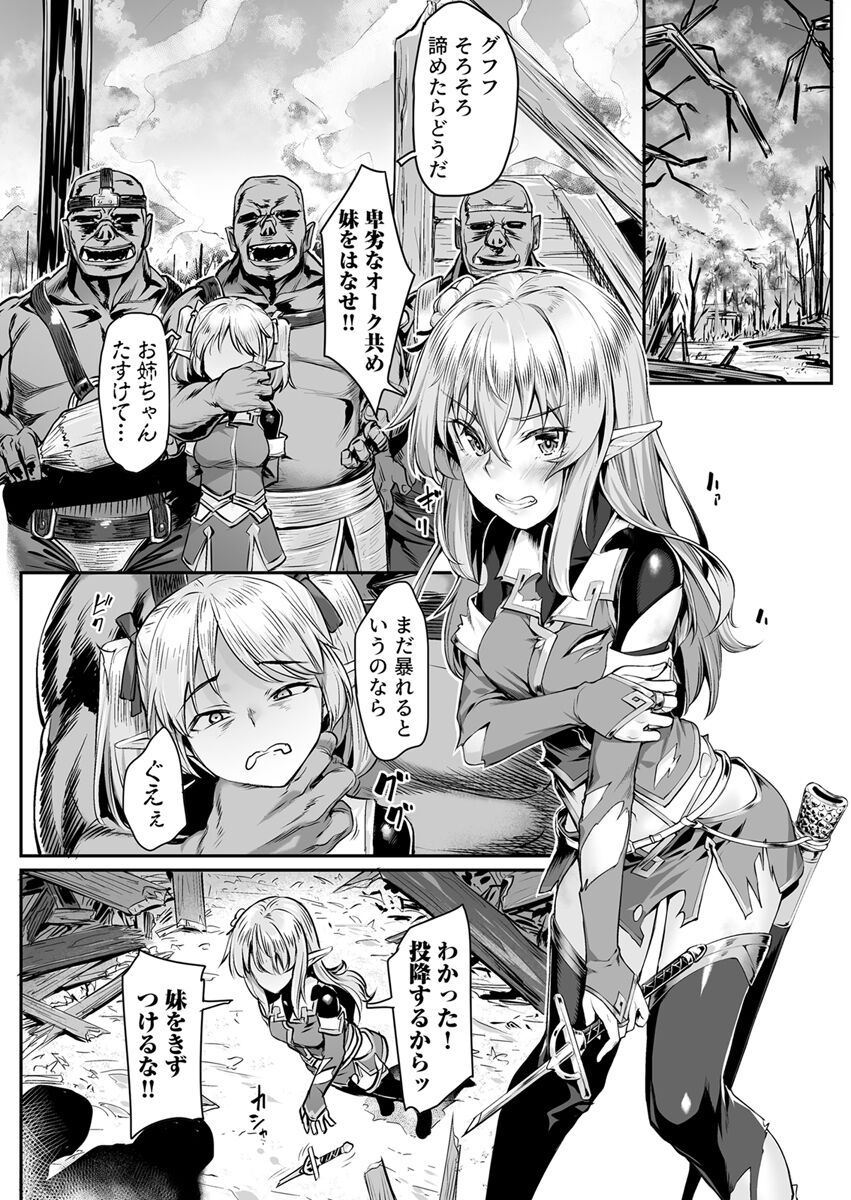 グフフ
そろそろ
諦めたらどうだ
卑劣なオーク共め
妹をはなせ!!
お姉ちゃん
たすけて…
ギリ
ビク
まだ暴れると
いうのなら
ぐえぇ
ググ
わかった!
投降するからッ
妹をきず
つけるな!!
カシャ